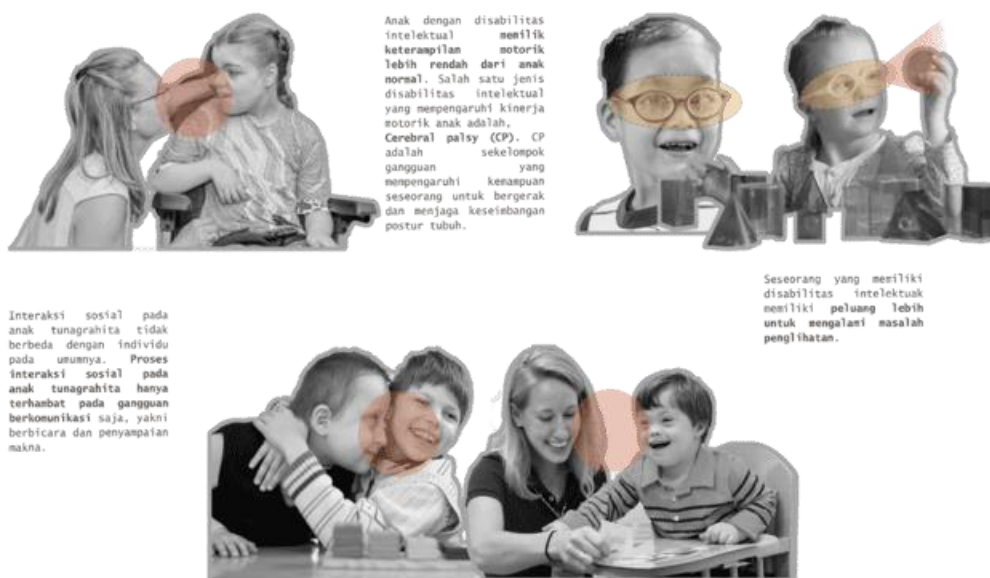 Anak dengan disabilitas
intelektual memilik
keterampilan motorik
lebih rendah dari anak
normal. Salah satu jenis
disabilitas intelektual
yang mempengaruhi kinerja
motorik anak adalah,
Cerebral palsy (CP). CP
adalah sekelompok
gangguan yang
mempengaruhi kemampuan
seseorang untuk bergerak
dan menjaga keseimbangan
postur tubuh.
Seseorang yang memiliki
disabilitas intelektuak
memiliki peluang lebih
untuk mengalami masalah
penglihatan.
Interaksi sosial pada
anak tunagrahita tidak
berbeda dengan individu
pada umumnya. Proses
interaksi sosial pada
anak tunagrahita hanya
terhambat pada gangguan
berkomunikasi saja, yakni
berbicara dan penyampaian
makna.